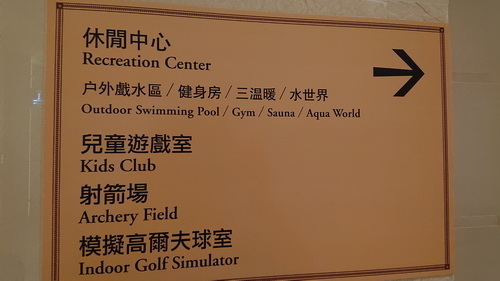 休閒中心
Recreation Center
户外戲水區 / 健身房 / 三溫暖 / 水世界
Outdoor Swimming Pool / Gym / Sauna / Aqua World
兒童遊戲室
Kids Club
射箭場
Archery Field
模擬高爾夫球室
Indoor Golf Simulator